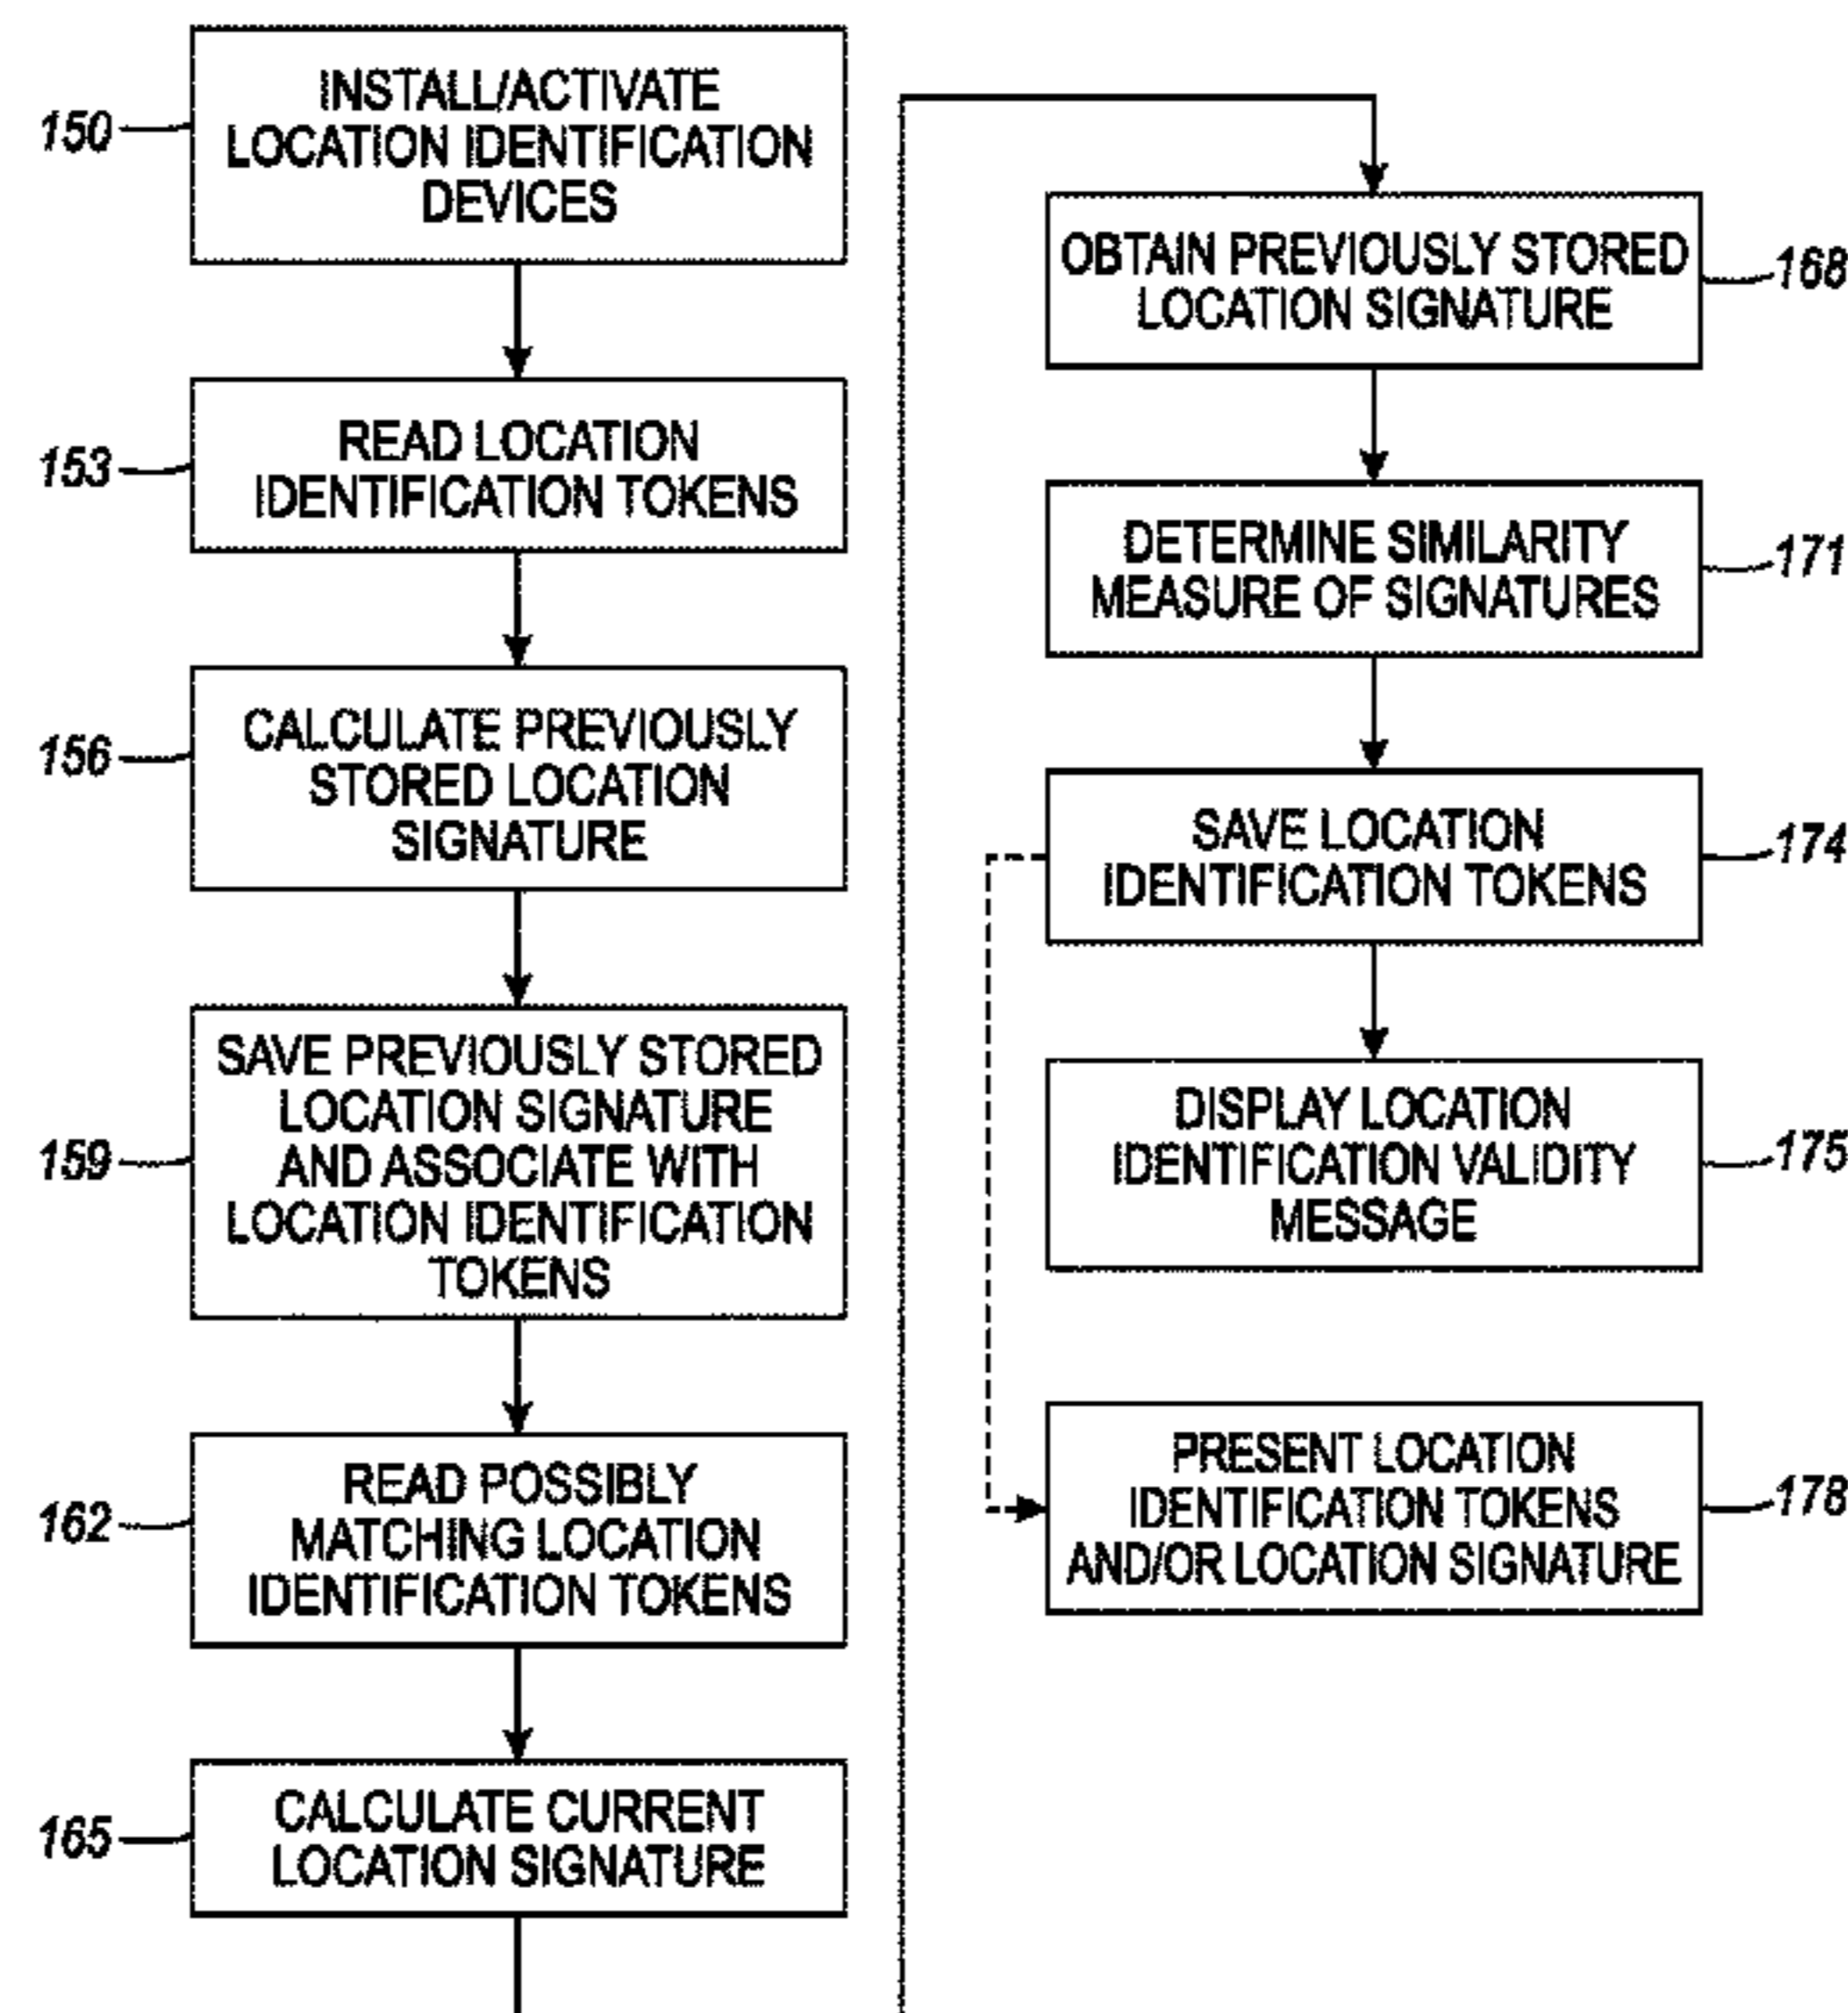 150
INSTALL/ACTIVATE
LOCATION IDENTIFICATION
DEVICES
153
READ LOCATION
IDENTIFICATION TOKENS
156
CALCULATE PREVIOUSLY
STORED LOCATION
SIGNATURE
159
SAVE PREVIOUSLY STORED
LOCATION SIGNATURE
AND ASSOCIATE WITH
LOCATION IDENTIFICATION
TOKENS
162
READ POSSIBLY
MATCHING LOCATION
IDENTIFICATION TOKENS
165
CALCULATE CURRENT
LOCATION SIGNATURE
OBTAIN PREVIOUSLY STORED
LOCATION SIGNATURE
168
DETERMINE SIMILARITY
MEASURE OF SIGNATURES
171
SAVE LOCATION
IDENTIFICATION TOKENS
174
DISPLAY LOCATION
IDENTIFICATION VALIDITY
MESSAGE
175
PRESENT LOCATION
IDENTIFICATION TOKENS
AND/OR LOCATION SIGNATURE
178